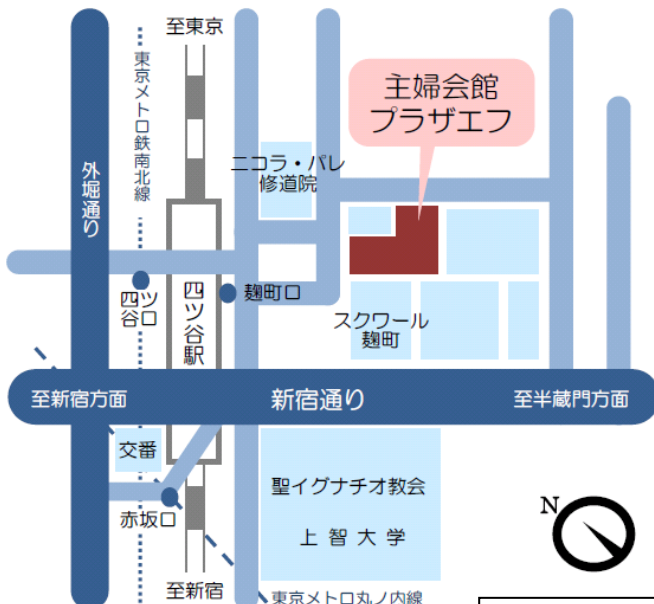 至東京
東京メトロ鉄南北線
外堀通り
主婦会館
プラザエフ
ニコラ・パレ
修道院
四ツ
谷口
四ツ谷駅
麹町口
スクワール
麹町
至新宿方面
新宿通り
至半蔵門方面
交番
赤坂口
聖イグナチオ教会
上智大学
N
至新宿
東京メトロ丸ノ内線